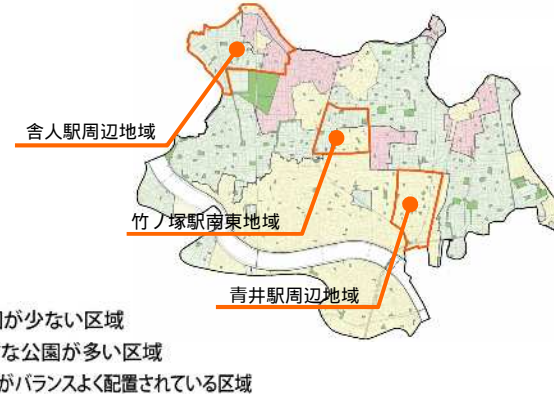 舎人駅周辺地域
竹ノ塚駅南東地域
青井駅周辺地域
が少ない区域
な公園が多い区域
がバランスよく配置されている区域